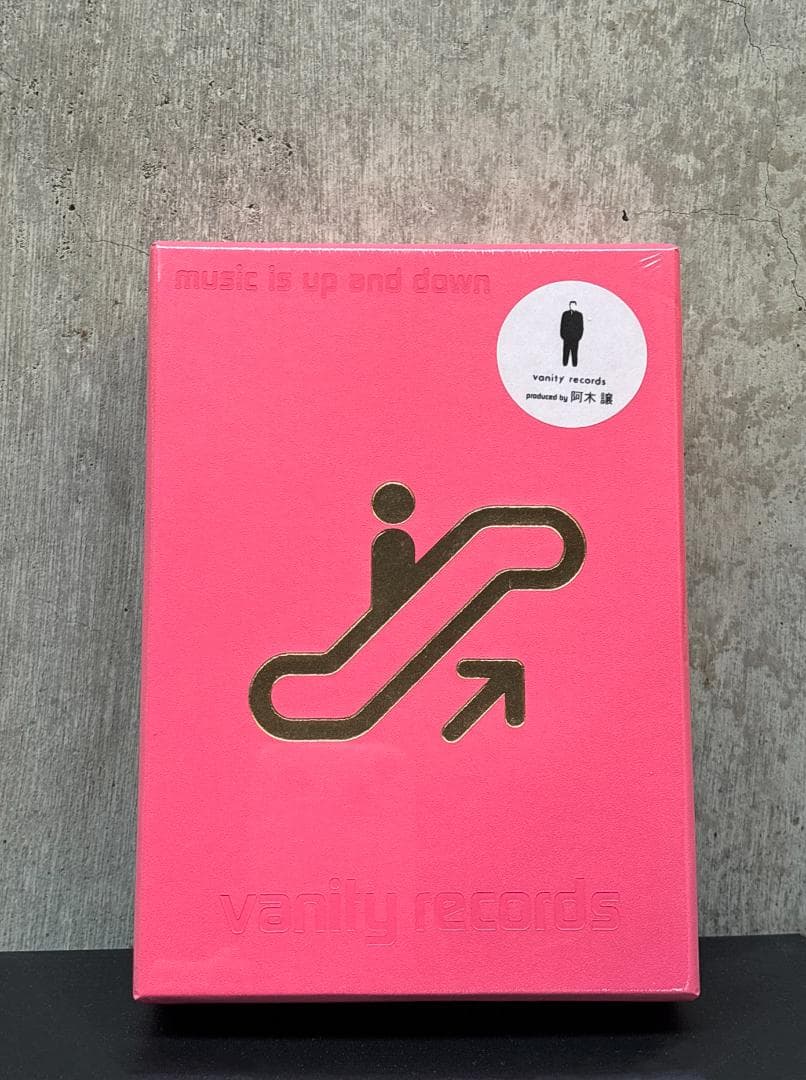 music is up and down
vanity records
produced by 阿木 譲
vanity records